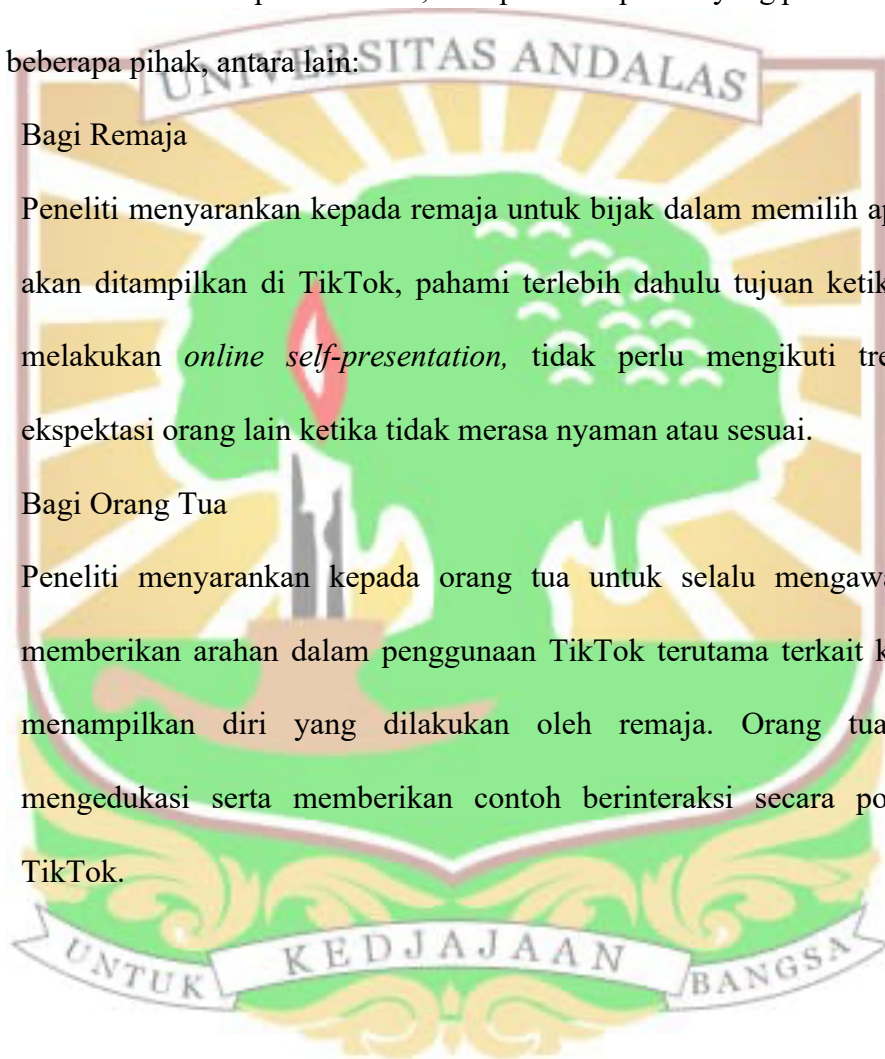 beberapa pihak, antara lain:
UNIVERSITAS ANDALAS
Bagi Remaja
Peneliti menyarankan kepada remaja untuk bijak dalam memilih
akan ditampilkan di TikTok, pahami terlebih dahulu tujuan
melakukan online self-presentation, tidak perlu mengikuti
ekspektasi orang lain ketika tidak merasa nyaman atau sesuai.
Bagi Orang Tua
Peneliti menyarankan kepada orang tua untuk selalu
memberikan arahan dalam penggunaan TikTok terutama terkait
menampilkan diri yang dilakukan oleh remaja. Orang tua
mengedukasi serta memberikan contoh berinteraksi secara
TikTok.
UNTUK KEDJAJAAN BANGSA